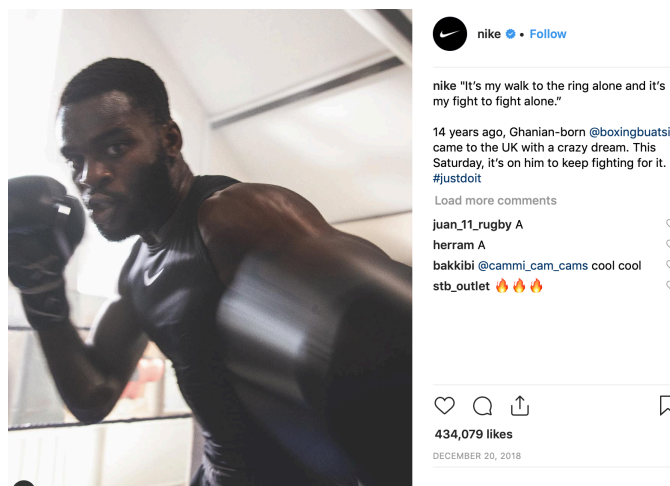 nike • Follow
nike "It's my walk to the ring alone and it's
my fight to fight alone."
14 years ago, Ghanian-born @boxingbuatsi
came to the UK with a crazy dream. This
Saturday, it's on him to keep fighting for it.
#justdoit
Load more comments
juan_11_rugby A
herram A
bakkibi @cammi_cam_cams cool cool
stb_outlet 🔥🔥🔥
434,079 likes
DECEMBER 20, 2018